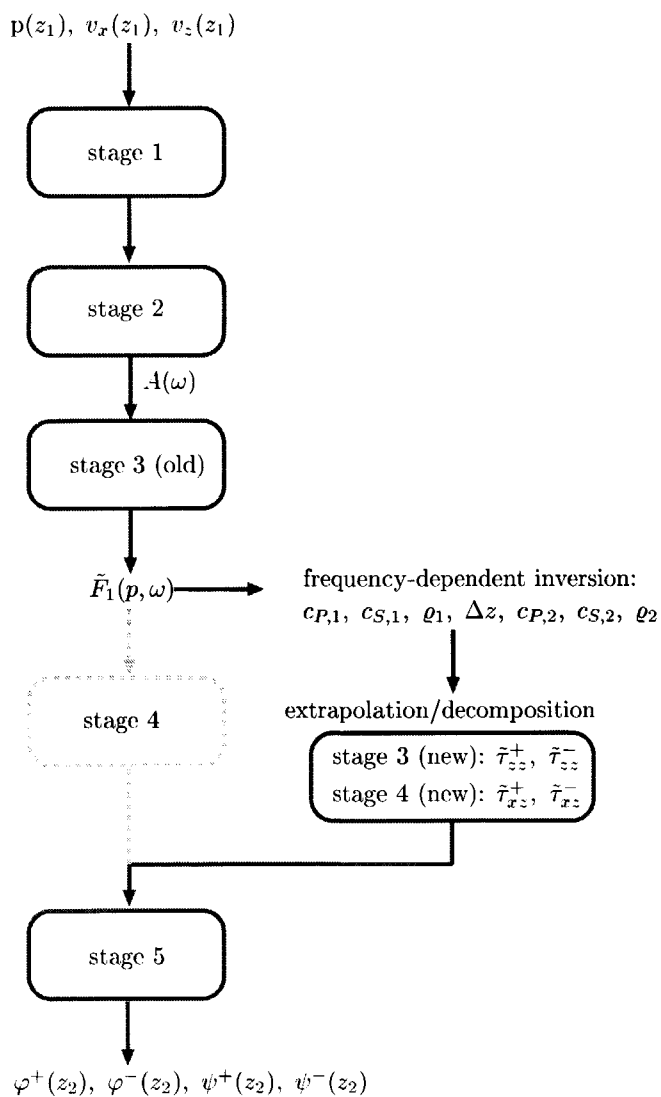 p(z₁), vₓ(z₁), v_z(z₁)
stage 1
stage 2
A(ω)
stage 3 (old)
F̃₁(p, ω)
frequency-dependent inversion:
c_{P,1}, c_{S,1}, ϱ₁, Δz, c_{P,2}, c_{S,2}, ϱ₂
stage 4
extrapolation/decomposition
stage 3 (new): τ̃⁺_{zz}, τ̃⁻_{zz}
stage 4 (new): τ̃⁺_{xz}, τ̃⁻_{xz}
stage 5
φ⁺(z₂), φ⁻(z₂), ψ⁺(z₂), ψ⁻(z₂)